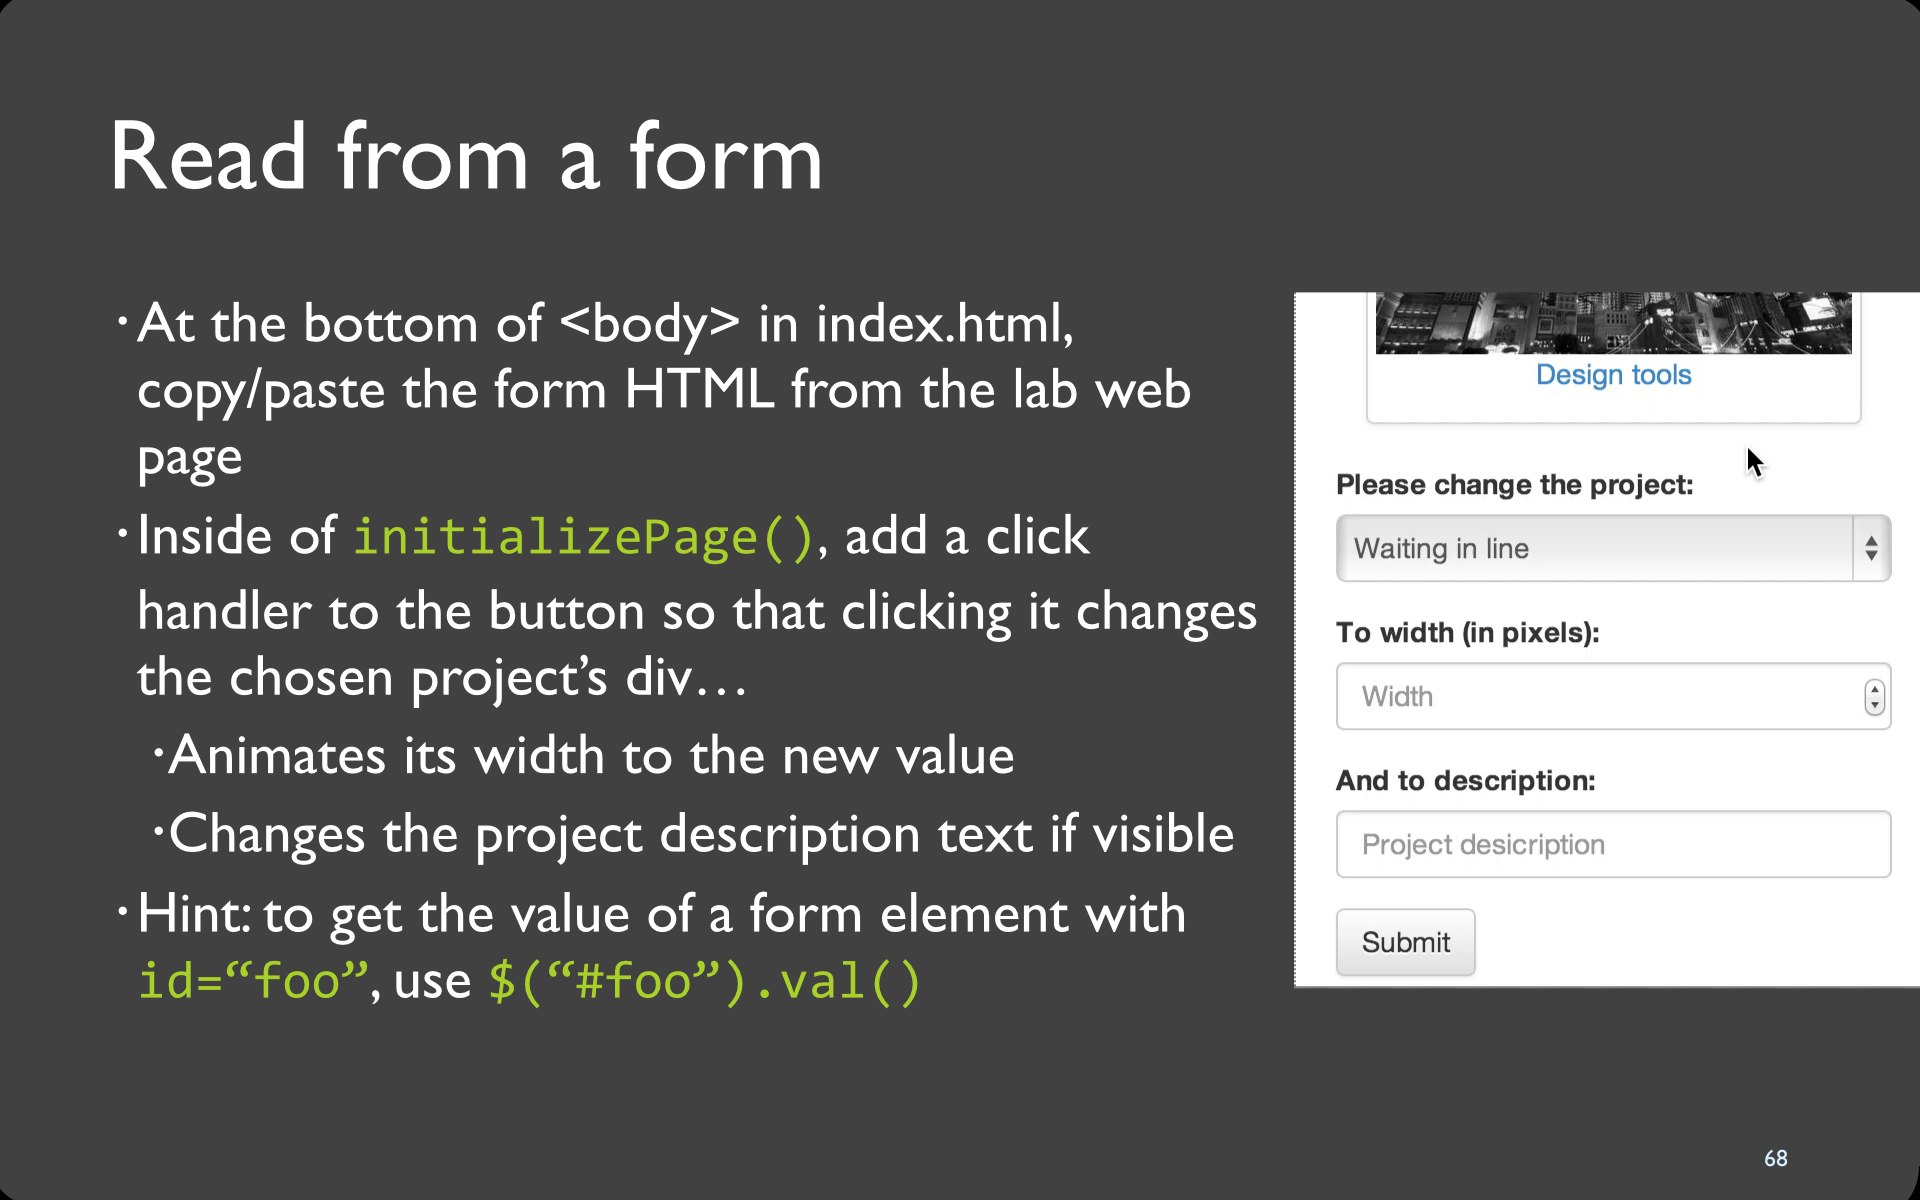 Read from a form
·At the bottom of <body> in index.html,
copy/paste the form HTML from the lab web
page
·Inside of initializePage(), add a click
handler to the button so that clicking it changes
the chosen project’s div…
·Animates its width to the new value
·Changes the project description text if visible
·Hint: to get the value of a form element with
id=“foo”, use $(“#foo”).val()
Design tools
Please change the project:
Waiting in line
To width (in pixels):
Width
And to description:
Project desicription
Submit
68